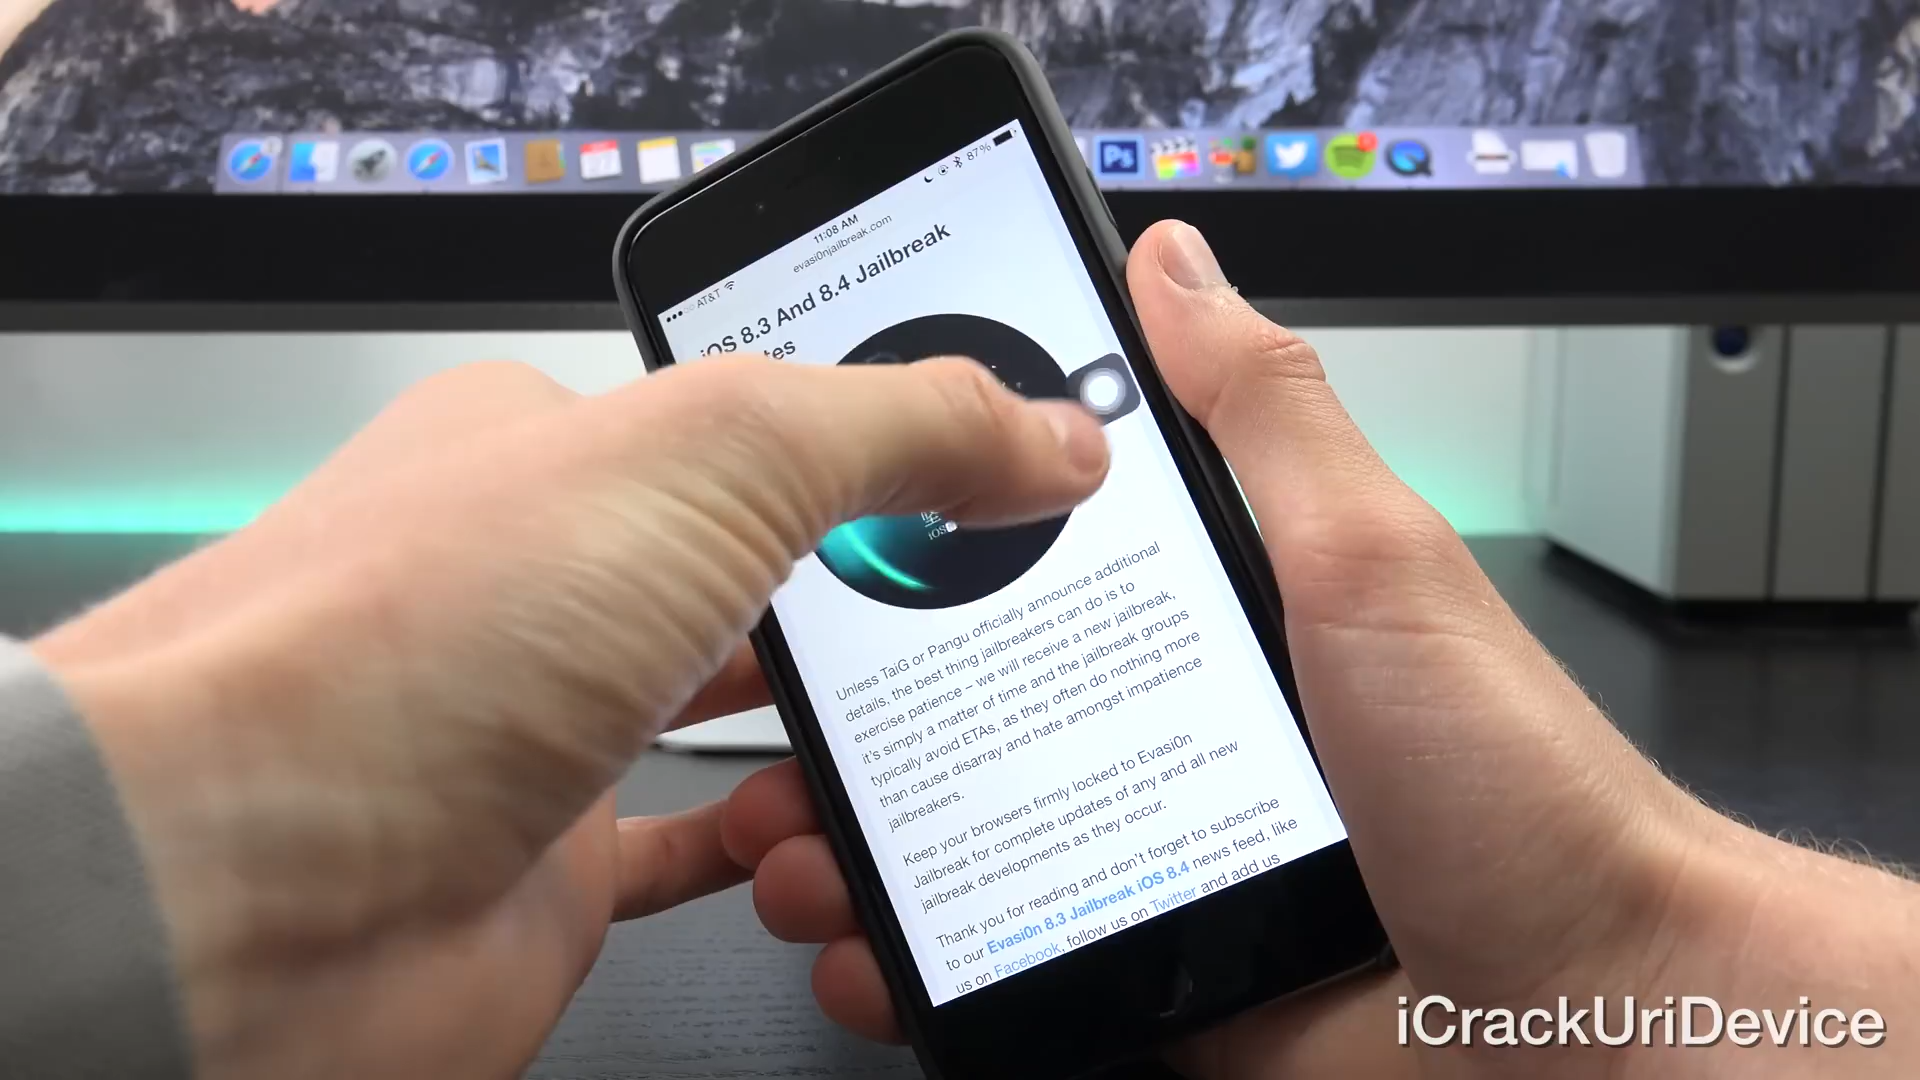 AT&T
11:08 AM
87%
evasi0njailbreak.com
iOS 8.3 And 8.4 Jailbreak
iOS
Unless TaiG or Pangu officially announce additional
details, the best thing jailbreakers can do is to
exercise patience – we will receive a new jailbreak,
it's simply a matter of time and the jailbreak groups
typically avoid ETAs, as they often do nothing more
than cause disarray and hate amongst impatience
jailbreakers.
Keep your browsers firmly locked to Evasi0n
Jailbreak for complete updates of any and all new
jailbreak developments as they occur.
Thank you for reading and don't forget to subscribe
to our Evasi0n 8.3 Jailbreak iOS 8.4 news feed, like
us on Facebook, follow us on Twitter and add us
Ps
iCrackUriDevice